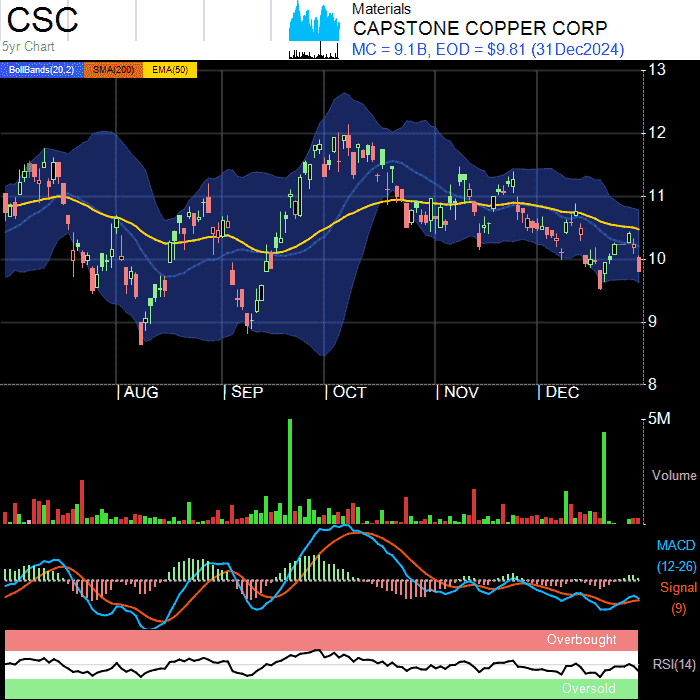 CSC
5yr Chart
Materials
CAPSTONE COPPER CORP
MC = 9.1B, EOD = $9.81 (31Dec2024)
BollBands(20,2) SMA(200) EMA(50)
13
12
11
10
9
8
AUG SEP OCT NOV DEC
5M
Volume
MACD
(12-26)
Signal
(9)
Overbought
RSI(14)
Oversold